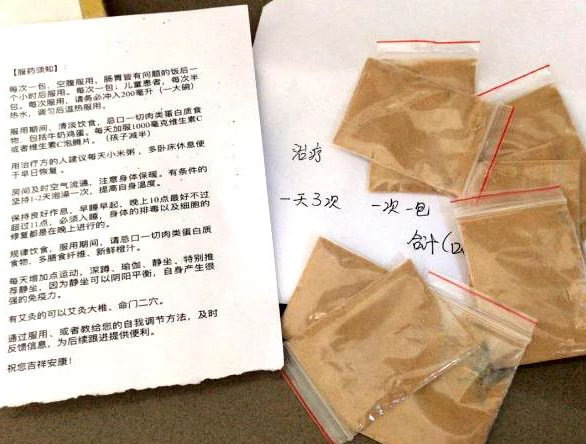 【服药须知】：
每次一包，空腹服用，肠胃皆有问题的饭后一
个小时后服用。每次一包，儿童患者，每次半
包。每次服用，请务必冲入200毫升（一大碗）
热水，调匀后温热服用。
服用期间，清淡饮食，忌口一切肉类蛋白质食
物，包括牛奶鸡蛋。每天加服1000毫克维生素C
或者维生素C泡腾片。（孩子减半）
用治疗方的人建议每天小米粥，多卧床休息便
于早日恢复。
房间及时空气流通，注意身体保暖。有条件的
坚持1-2天泡澡一次，提高自身温度。
保持良好作息，早睡早起，晚上10点最好不过
超过11点，必须入睡，身体的排毒以及细胞的
修复都是在晚上进行的。
规律饮食，服用期间，请忌口一切肉类蛋白质
食物，多膳食纤维、新鲜橙汁。
每天增加点运动，深蹲、瑜伽、静坐、特别推
荐静坐，因为静坐可以阴阳平衡，自身产生很
强的免疫力。
有艾灸的可以艾灸大椎、命门二穴。
通过服用、或者教给您的自我调节方法，及时
反馈信息，为后续跟进提供便利。
祝您吉祥安康！
治疗
一天3次 一次一包
合计(12